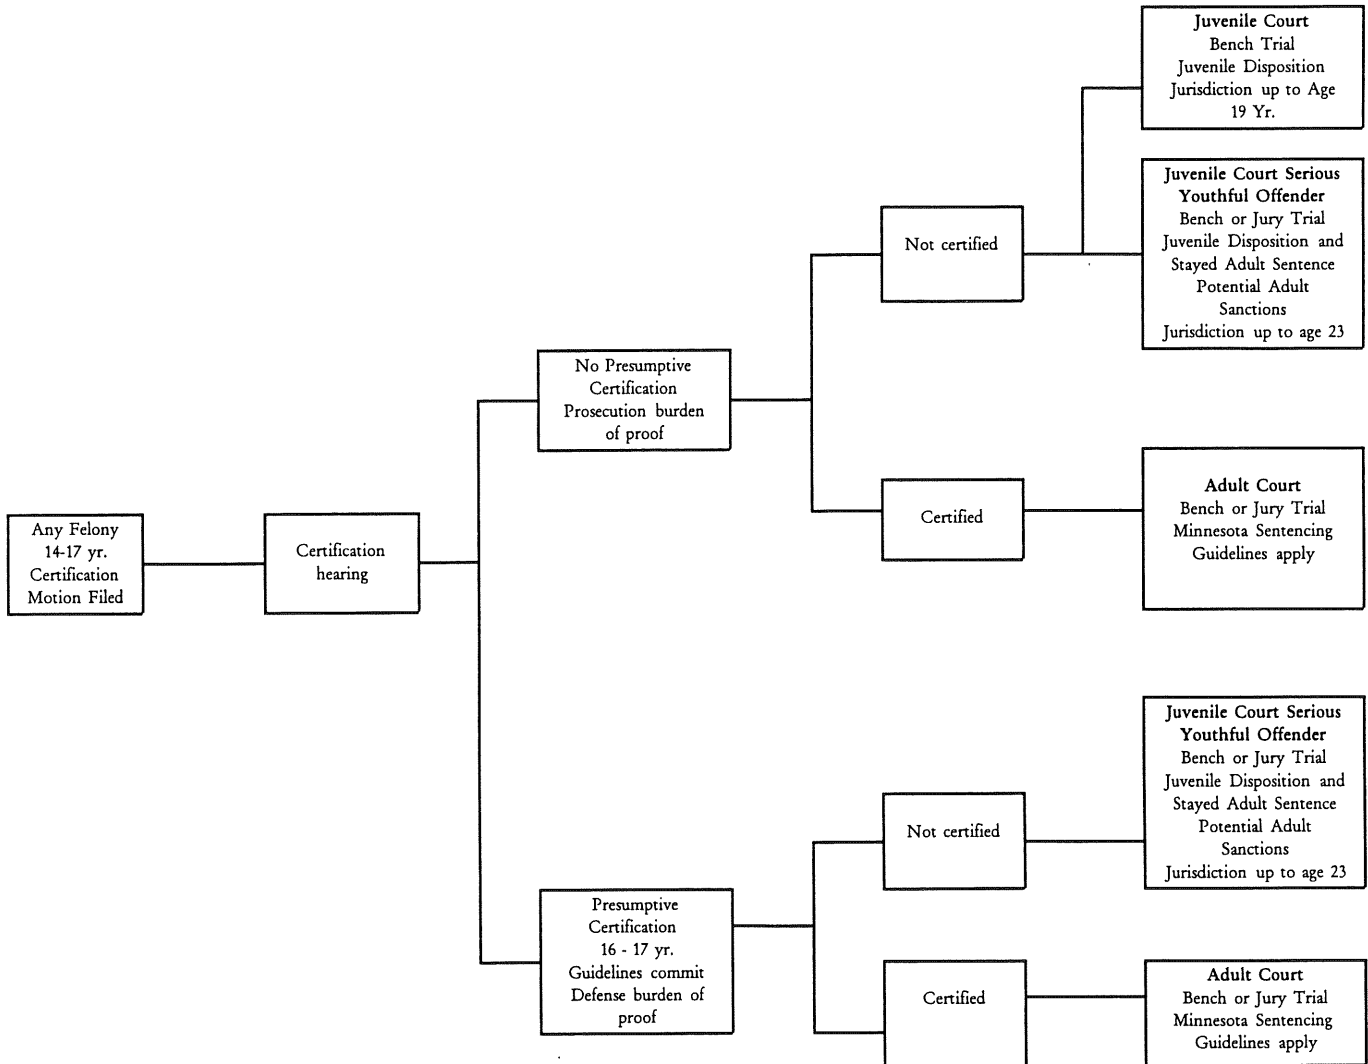 Juvenile Court
Bench Trial
Juvenile Disposition
Jurisdiction up to Age
19 Yr.
Juvenile Court Serious
Youthful Offender
Bench or Jury Trial
Juvenile Disposition and
Stayed Adult Sentence
Potential Adult
Sanctions
Jurisdiction up to age 23
Not certified
No Presumptive
Certification
Prosecution burden
of proof
Adult Court
Bench or Jury Trial
Minnesota Sentencing
Guidelines apply
Certified
Any Felony
14-17 yr.
Certification
Motion Filed
Certification
hearing
Juvenile Court Serious
Youthful Offender
Bench or Jury Trial
Juvenile Disposition and
Stayed Adult Sentence
Potential Adult
Sanctions
Jurisdiction up to age 23
Not certified
Presumptive
Certification
16 - 17 yr.
Guidelines commit
Defense burden of
proof
Certified
Adult Court
Bench or Jury Trial
Minnesota Sentencing
Guidelines apply